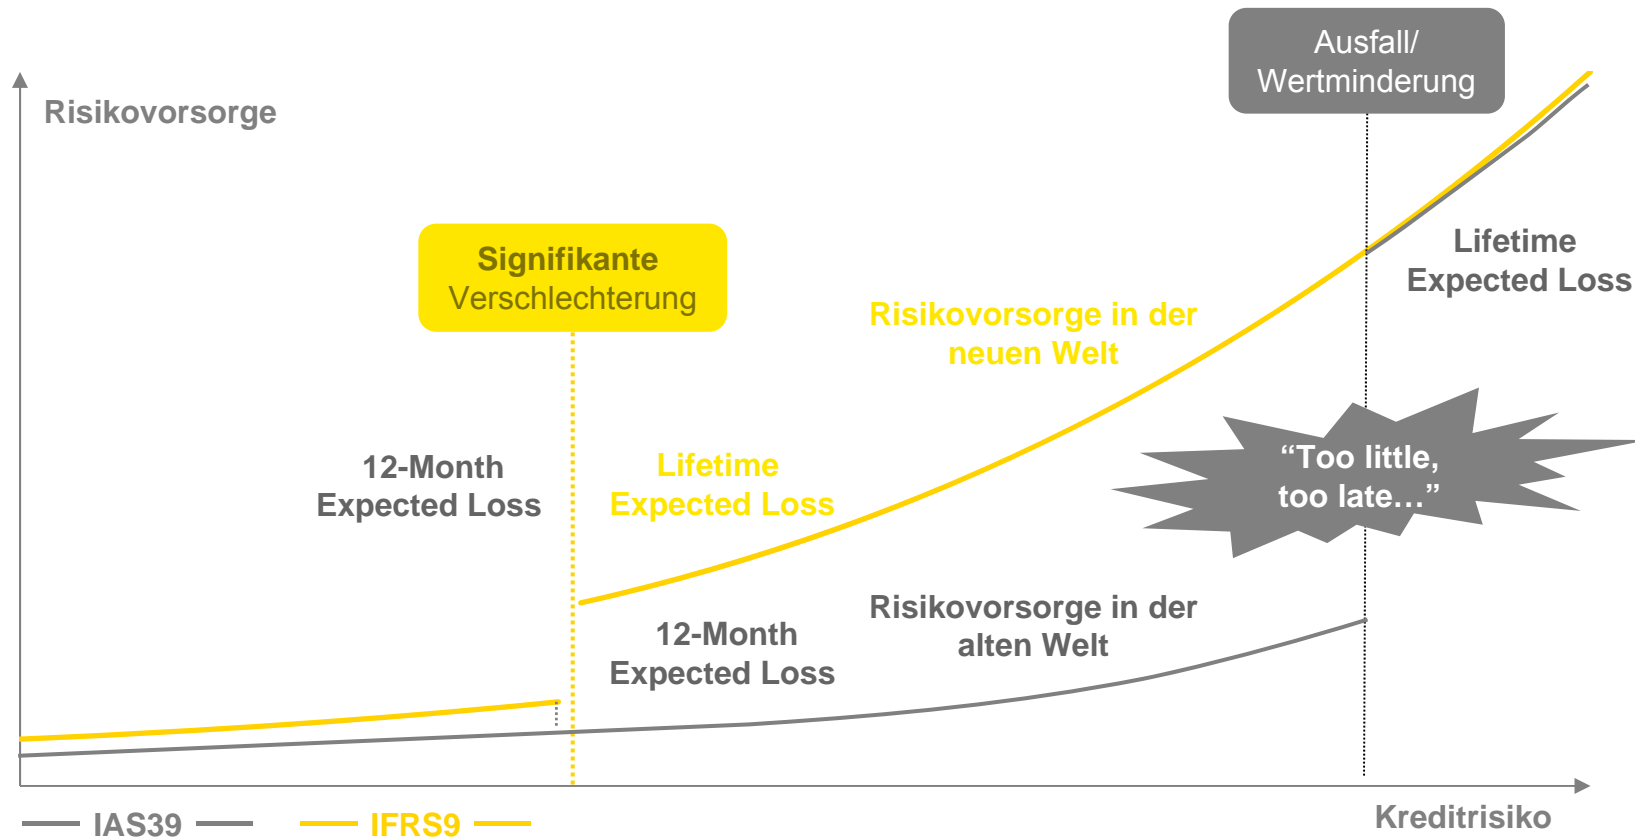 Ausfall/
Wertminderung
Risikovorsorge
Signifikante
Verschlechterung
Lifetime
Expected Loss
Risikovorsorge in der
neuen Welt
12-Month
Expected Loss
Lifetime
Expected Loss
“Too little,
too late…”
Risikovorsorge in der
alten Welt
12-Month
Expected Loss
Kreditrisiko
IAS39
IFRS9